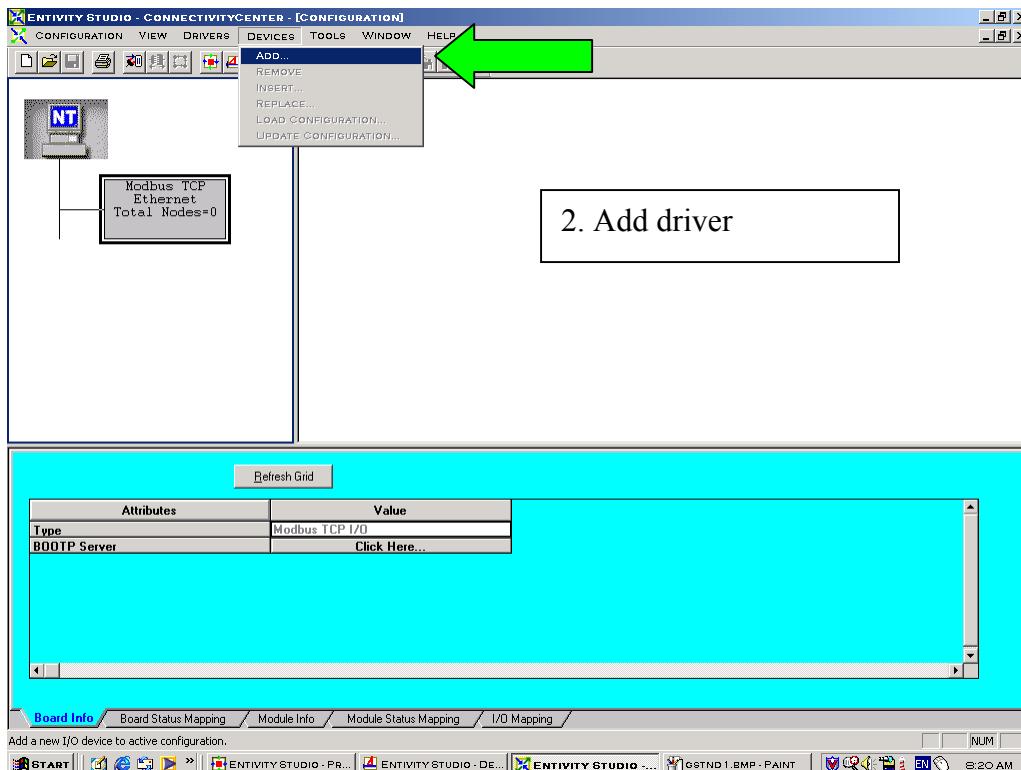 ENTIVITY STUDIO - CONNECTIVITYCENTER - [CONFIGURATION]
CONFIGURATION VIEW DRIVERS DEVICES TOOLS WINDOW HELP
ADD...
REMOVE
INSERT...
REPLACE...
LOAD CONFIGURATION...
UPDATE CONFIGURATION...
NT
Modbus TCP
Ethernet
Total Nodes=0
2. Add driver
Refresh Grid
Attributes Value
Type Modbus TCP I/O
BOOTP Server Click Here...
Board Info Board Status Mapping Module Info Module Status Mapping I/O Mapping
Add a new I/O device to active configuration. NUM
START » ENTIVITY STUDIO - PR... ENTIVITY STUDIO - DE... ENTIVITY STUDIO -... GSTND1.BMP - PAINT EN 8:20 AM